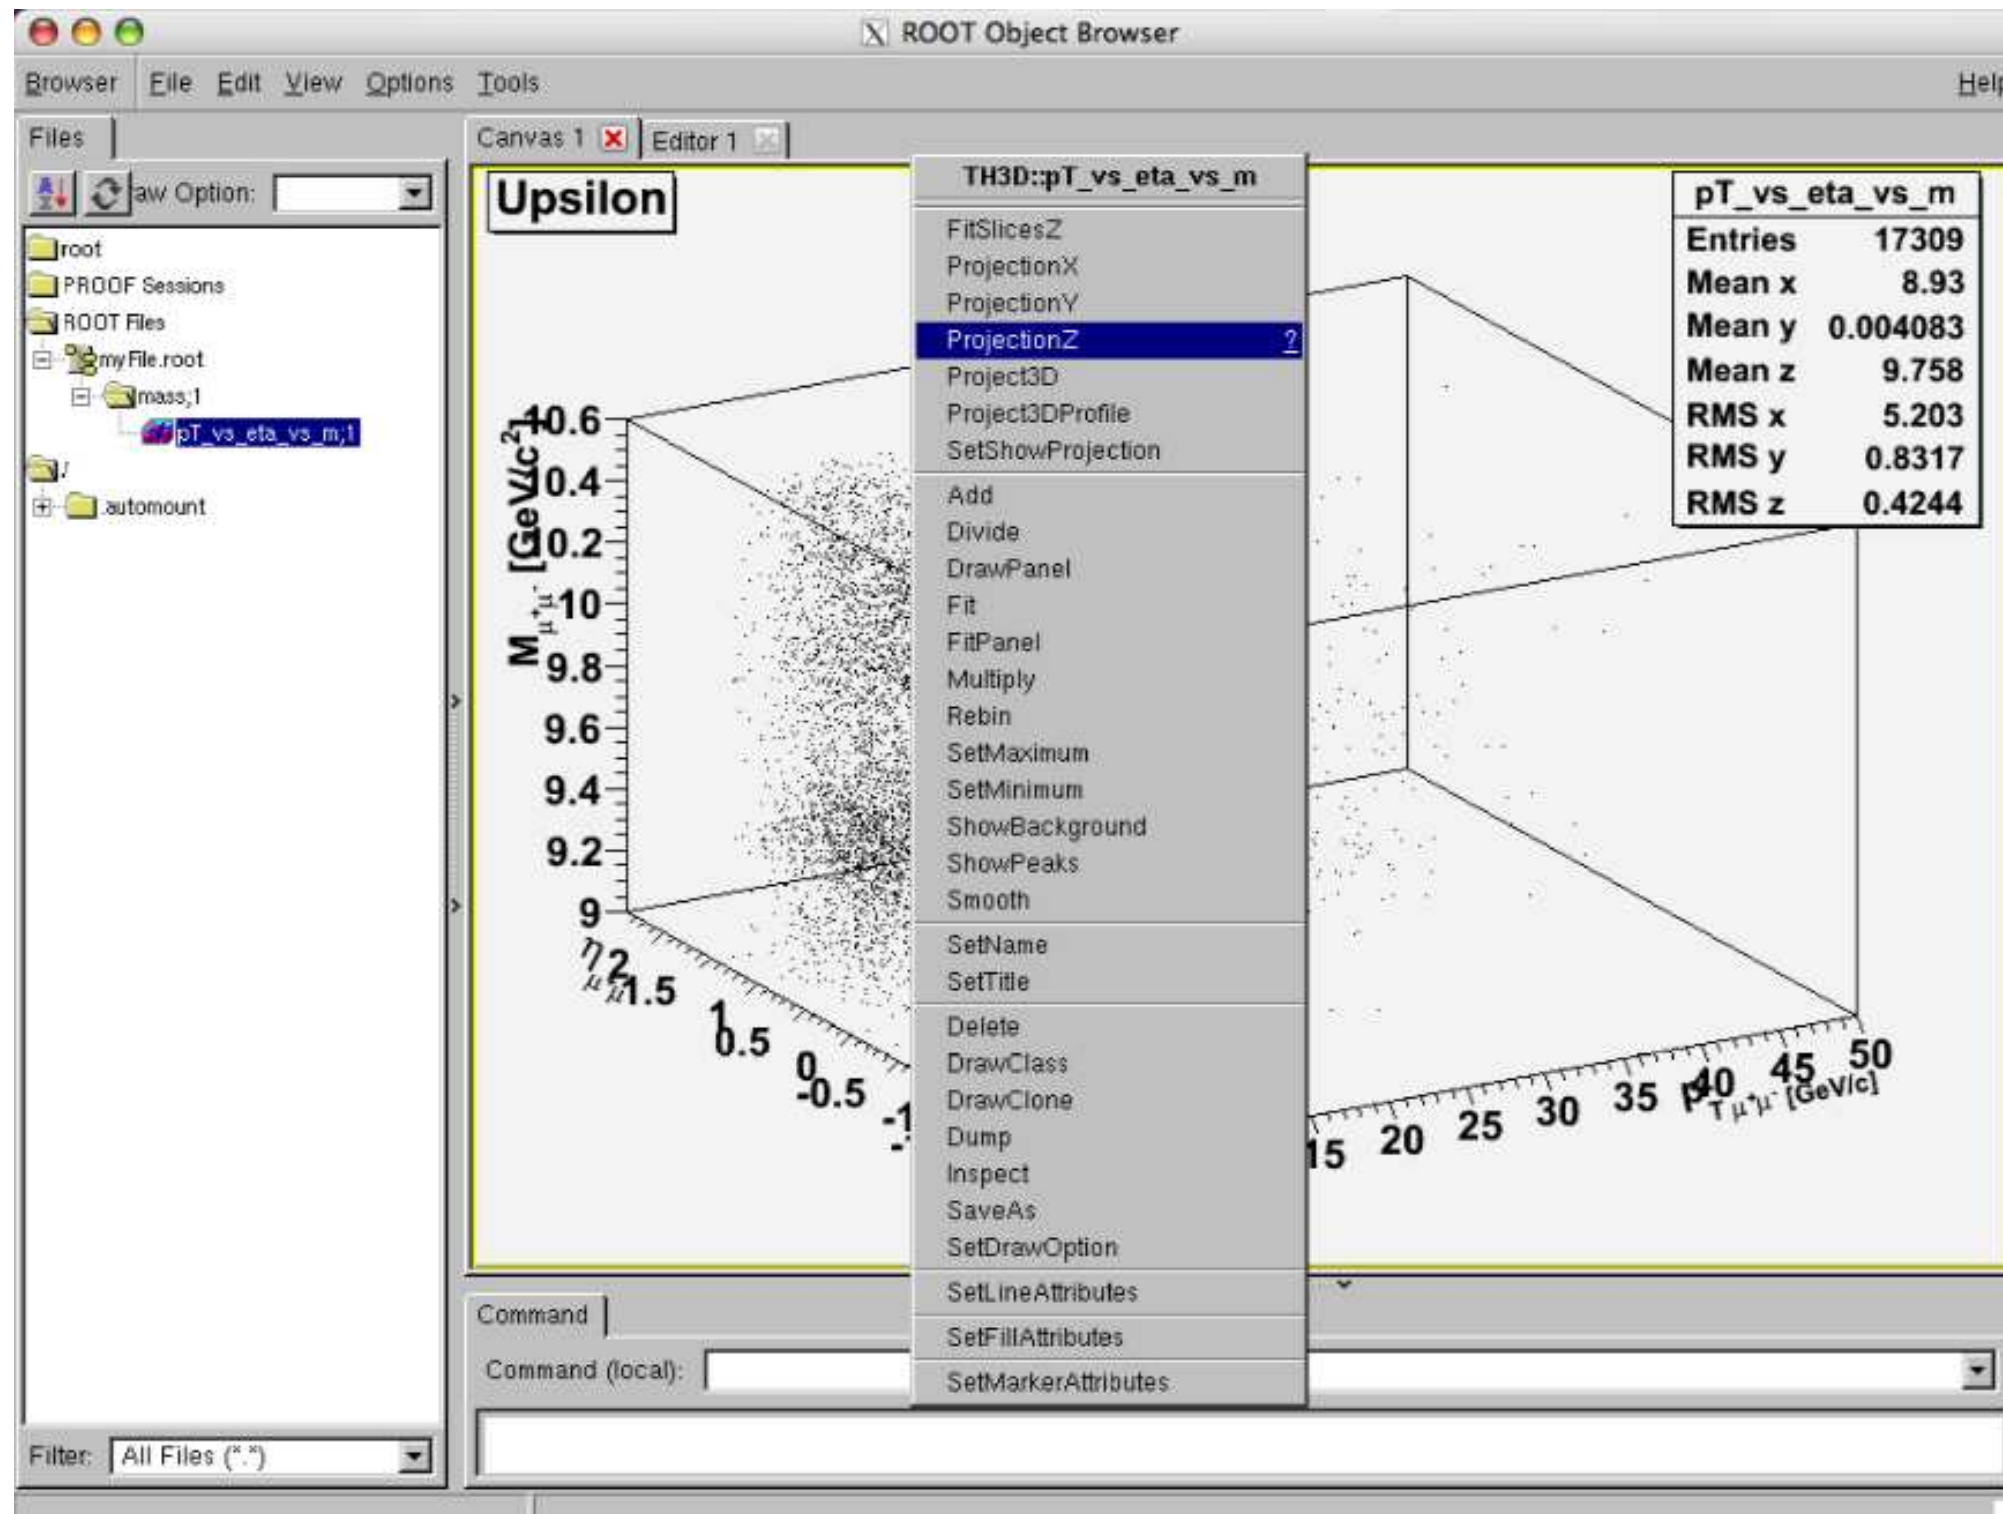 ROOT Object Browser
Browser File Edit View Options Tools Help
Files
aw Option:
root
PROOF Sessions
ROOT Files
myFile.root
mass;1
pT_vs_eta_vs_m;1
/
.automount
Filter: All Files (*.*)
Canvas 1 Editor 1
Upsilon
TH3D::pT_vs_eta_vs_m
FitSlicesZ
ProjectionX
ProjectionY
ProjectionZ ?
Project3D
Project3DProfile
SetShowProjection
Add
Divide
DrawPanel
Fit
FitPanel
Multiply
Rebin
SetMaximum
SetMinimum
ShowBackground
ShowPeaks
Smooth
SetName
SetTitle
Delete
DrawClass
DrawClone
Dump
Inspect
SaveAs
SetDrawOption
SetLineAttributes
SetFillAttributes
SetMarkerAttributes
pT_vs_eta_vs_m
Entries 17309
Mean x 8.93
Mean y 0.004083
Mean z 9.758
RMS x 5.203
RMS y 0.8317
RMS z 0.4244
M μ⁺μ⁻ [GeV/c²]
10.6
10.4
10.2
10
9.8
9.6
9.4
9.2
9
η μ μ
2 1.5 1 0.5 0 -0.5
15 20 25 30 35 40 45 50
p T μ⁺μ⁻ [GeV/c]
Command
Command (local):